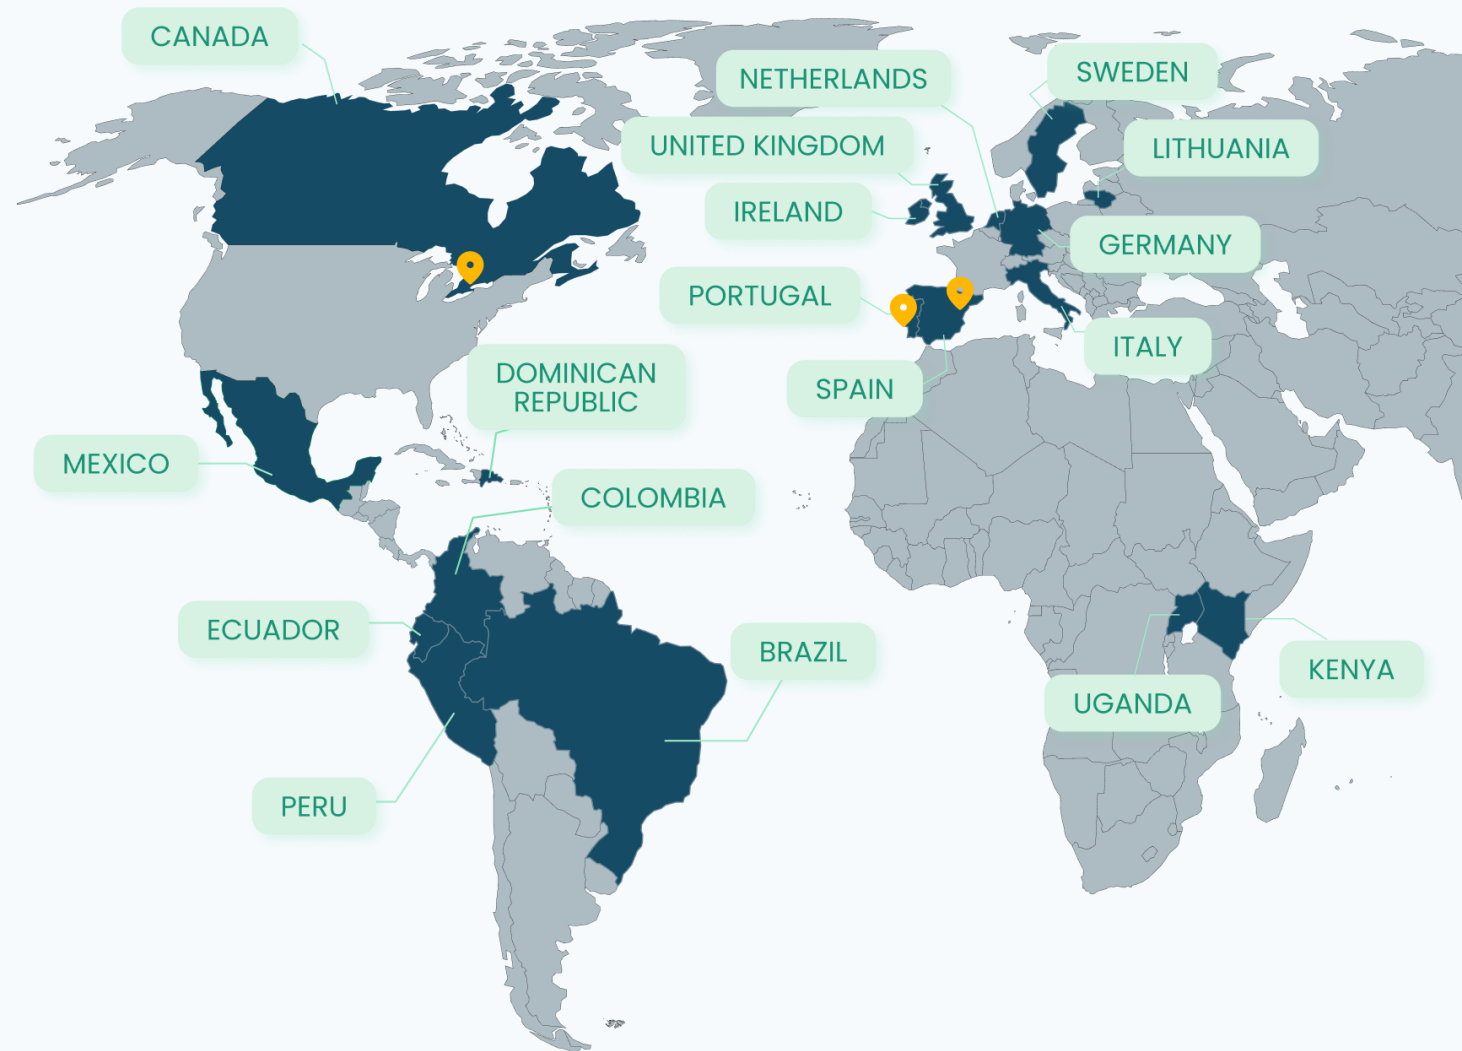 CANADA
NETHERLANDS
SWEDEN
UNITED KINGDOM
LITHUANIA
IRELAND
GERMANY
PORTUGAL
ITALY
DOMINICAN
REPUBLIC
SPAIN
MEXICO
COLOMBIA
ECUADOR
BRAZIL
KENYA
UGANDA
PERU